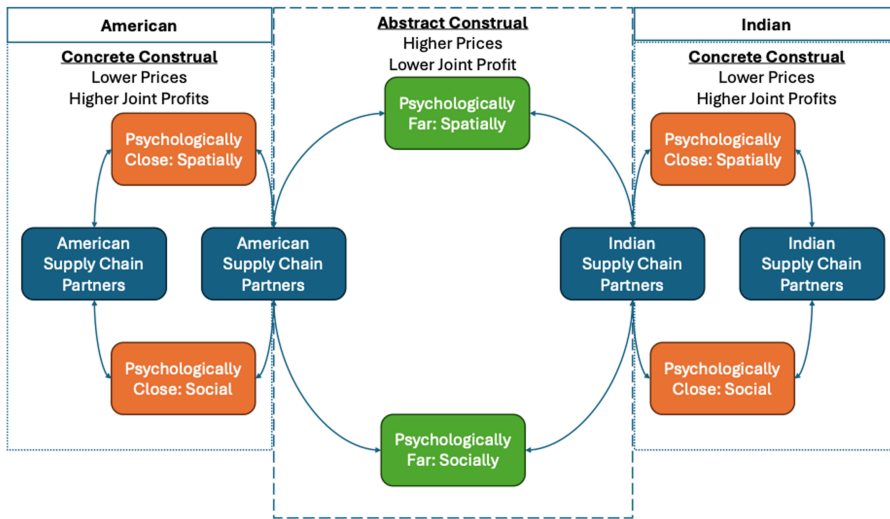 American
Concrete Construal
Lower Prices
Higher Joint Profits
Psychologically
Close: Spatially
American
Supply Chain
Partners
American
Supply Chain
Partners
Psychologically
Close: Social
Abstract Construal
Higher Prices
Lower Joint Profit
Psychologically
Far: Spatially
Psychologically
Far: Socially
Indian
Concrete Construal
Lower Prices
Higher Joint Profits
Psychologically
Close: Spatially
Indian
Supply Chain
Partners
Indian
Supply Chain
Partners
Psychologically
Close: Social